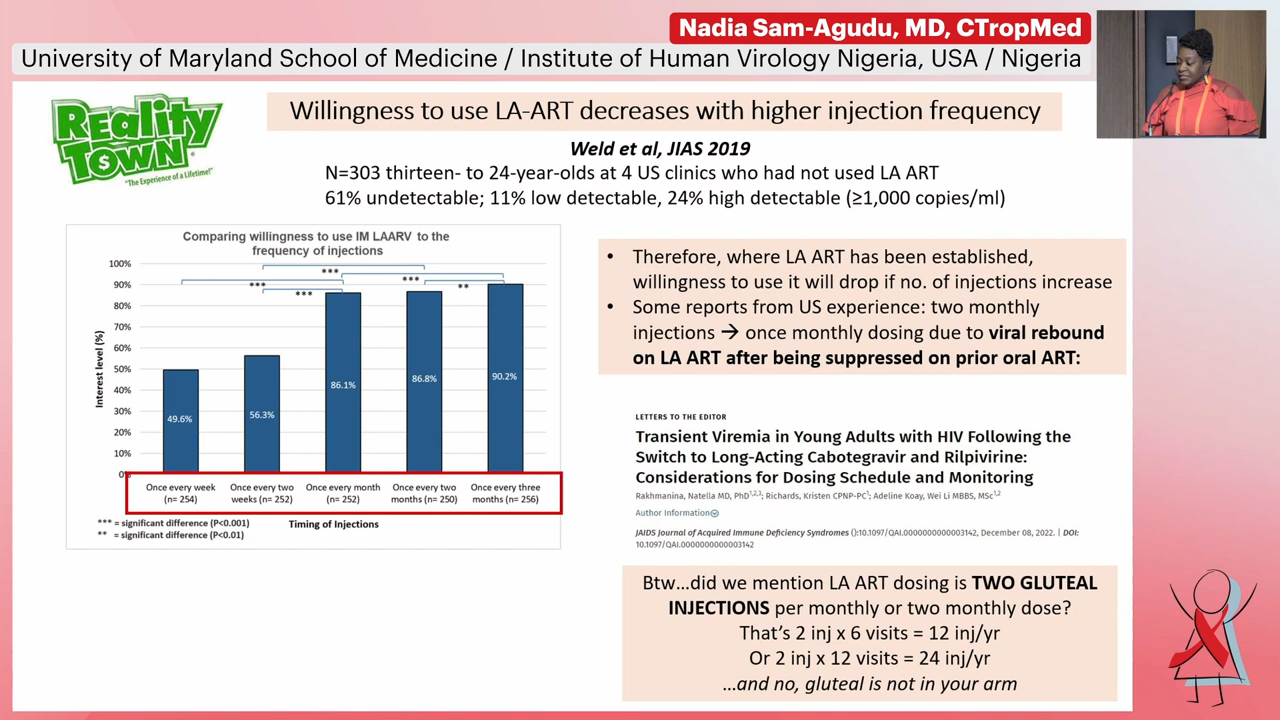 Nadia Sam-Agudu, MD, CTropMed
University of Maryland School of Medicine / Institute of Human Virology Nigeria, USA / Nigeria
REality
TOWN
"The Experience of a Lifetime!"
Willingness to use LA-ART decreases with higher injection frequency
Weld et al, JIAS 2019
N=303 thirteen- to 24-year-olds at 4 US clinics who had not used LA ART
61% undetectable; 11% low detectable, 24% high detectable (≥1,000 copies/ml)
Comparing willingness to use IM LAARV to the
frequency of injections
Interest level (%)
100%
90%
80%
70%
60%
50%
40%
30%
20%
10%
0%
***
***
***
***
**
49.6%
56.3%
86.1%
86.8%
90.2%
Once every week
(n= 254)
Once every two
weeks (n= 252)
Once every month
(n= 252)
Once every two
months (n= 250)
Once every three
months (n= 256)
Timing of Injections
*** = significant difference (P<0.001)
** = significant difference (P<0.01)
• Therefore, where LA ART has been established,
willingness to use it will drop if no. of injections increase
• Some reports from US experience: two monthly
injections → once monthly dosing due to viral rebound
on LA ART after being suppressed on prior oral ART:
LETTERS TO THE EDITOR
Transient Viremia in Young Adults with HIV Following the
Switch to Long-Acting Cabotegravir and Rilpivirine:
Considerations for Dosing Schedule and Monitoring
Rakhmanina, Natella MD, PhD1,2,3; Richards, Kristen CPNP-PC1; Adeline Koay, Wei Li MBBS, MSc1,2
Author Information
JAIDS Journal of Acquired Immune Deficiency Syndromes ():10.1097/QAI.0000000000003142, December 08, 2022. | DOI:
10.1097/QAI.0000000000003142
Btw...did we mention LA ART dosing is TWO GLUTEAL
INJECTIONS per monthly or two monthly dose?
That's 2 inj x 6 visits = 12 inj/yr
Or 2 inj x 12 visits = 24 inj/yr
...and no, gluteal is not in your arm